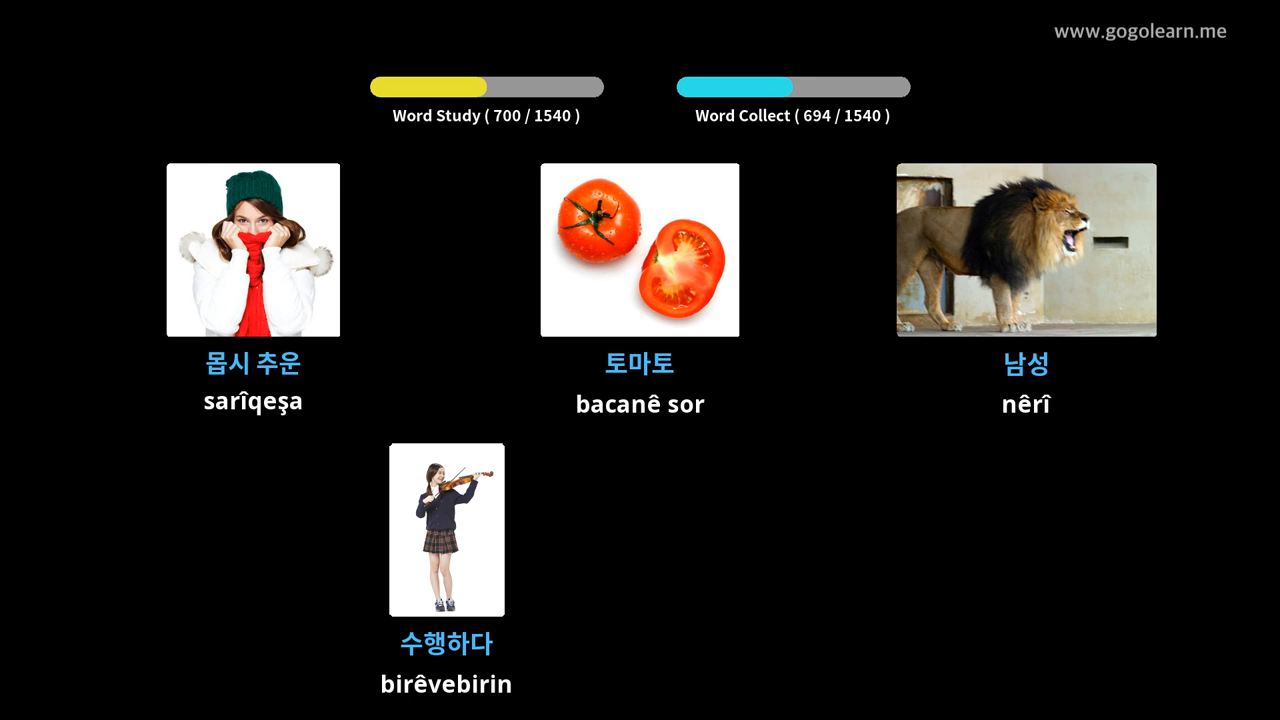 www.gogolearn.me
Word Study ( 700 / 1540 )
Word Collect ( 694 / 1540 )
몹시 추운
sarîqeşa
토마토
bacanê sor
남성
nêrî
수행하다
birêvebirin